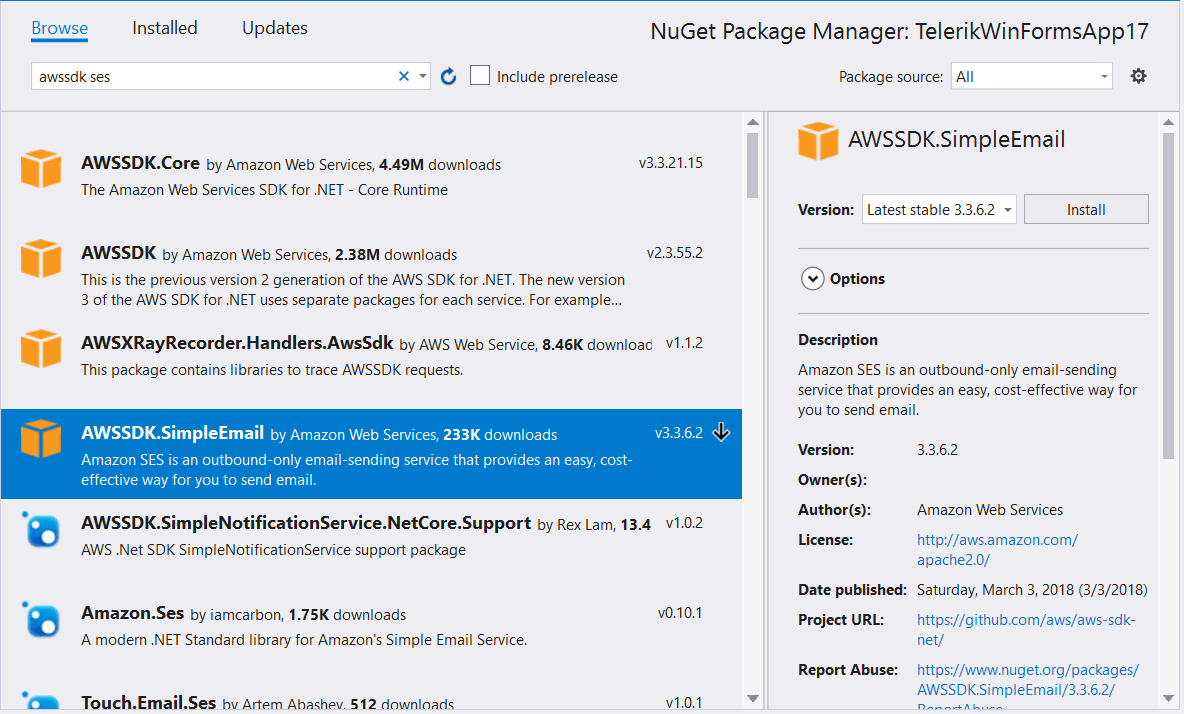 Browse Installed Updates NuGet Package Manager: TelerikWinFormsApp17
awssdk ses Include prerelease Package source: All
AWSSDK.Core by Amazon Web Services, 4.49M downloads v3.3.21.15
The Amazon Web Services SDK for .NET - Core Runtime
AWSSDK by Amazon Web Services, 2.38M downloads v2.3.55.2
This is the previous version 2 generation of the AWS SDK for .NET. The new version
3 of the AWS SDK for .NET uses separate packages for each service. For example...
AWSXRayRecorder.Handlers.AwsSdk by AWS Web Service, 8.46K download v1.1.2
This package contains libraries to trace AWSSDK requests.
AWSSDK.SimpleEmail by Amazon Web Services, 233K downloads v3.3.6.2
Amazon SES is an outbound-only email-sending service that provides an easy, cost-
effective way for you to send email.
AWSSDK.SimpleNotificationService.NetCore.Support by Rex Lam, 13.4 v1.0.2
AWS .Net SDK SimpleNotificationService support package
Amazon.Ses by iamcarbon, 1.75K downloads v0.10.1
A modern .NET Standard library for Amazon's Simple Email Service.
Touch.Email.Ses by Artem Abashev, 512 downloads v1.0.1
AWSSDK.SimpleEmail
Version: Latest stable 3.3.6.2 Install
Options
Description
Amazon SES is an outbound-only email-sending
service that provides an easy, cost-effective way for
you to send email.
Version: 3.3.6.2
Owner(s):
Author(s): Amazon Web Services
License: http://aws.amazon.com/
apache2.0/
Date published: Saturday, March 3, 2018 (3/3/2018)
Project URL: https://github.com/aws/aws-sdk-
net/
Report Abuse: https://www.nuget.org/packages/
AWSSDK.SimpleEmail/3.3.6.2/
ReportAbuse